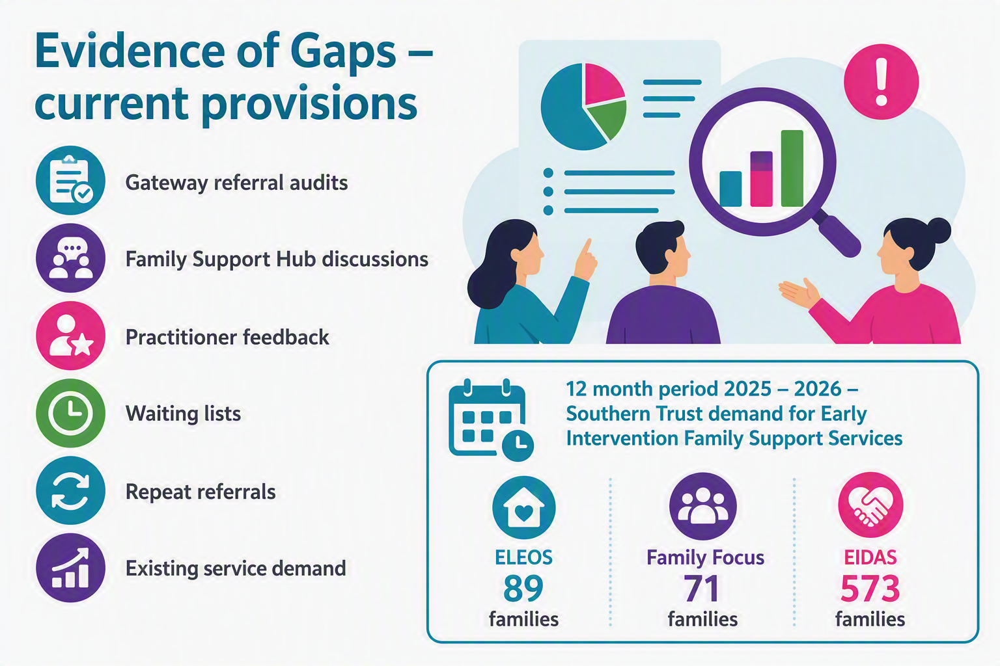 Evidence of Gaps –
current provisions
Gateway referral audits
Family Support Hub discussions
Practitioner feedback
Waiting lists
Repeat referrals
Existing service demand
12 month period 2025 – 2026 –
Southern Trust demand for Early
Intervention Family Support Services
ELEOS
89
families
Family Focus
71
families
EIDAS
573
families